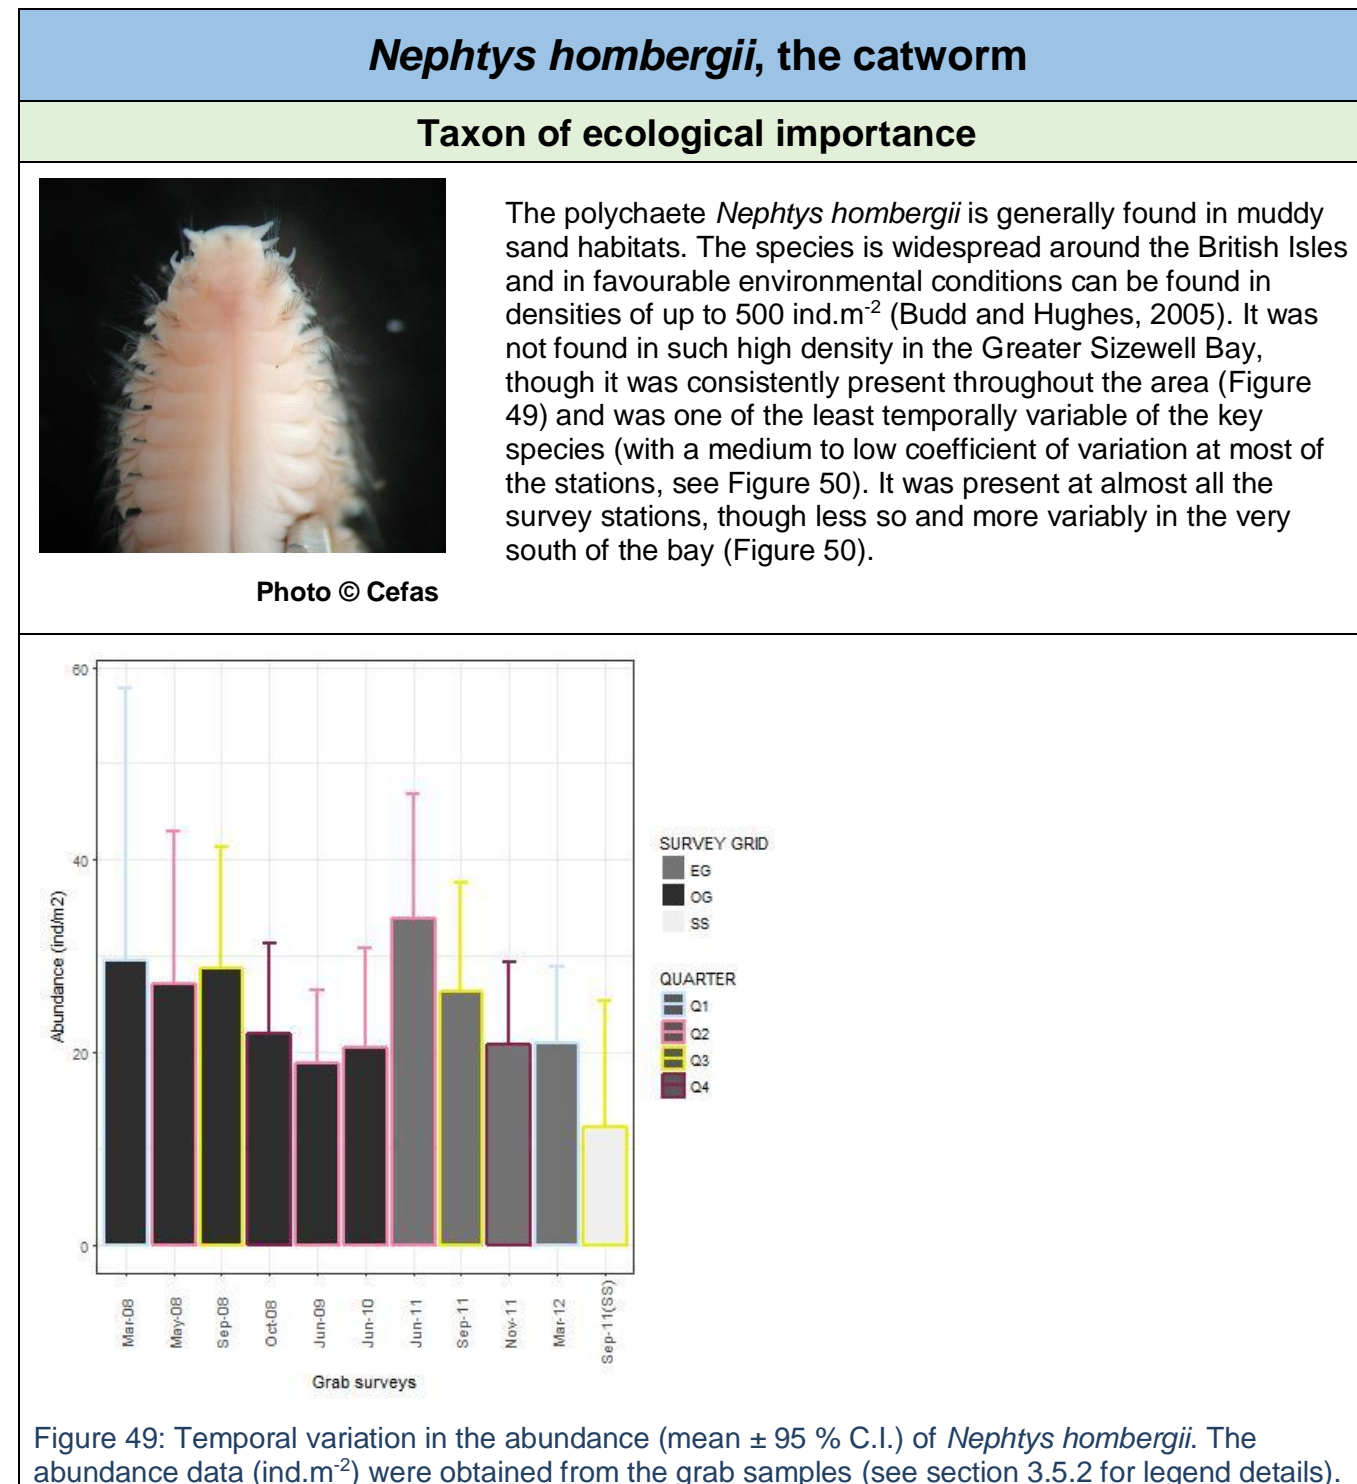 Nephtys hombergii, the catworm
Taxon of ecological importance
The polychaete Nephtys hombergii is generally found in muddy
sand habitats. The species is widespread around the British Isles
and in favourable environmental conditions can be found in
densities of up to 500 ind.m-2 (Budd and Hughes, 2005). It was
not found in such high density in the Greater Sizewell Bay,
though it was consistently present throughout the area (Figure
49) and was one of the least temporally variable of the key
species (with a medium to low coefficient of variation at most of
the stations, see Figure 50). It was present at almost all the
survey stations, though less so and more variably in the very
south of the bay (Figure 50).
Photo © Cefas
60
40
20
0
Abundance (ind/m2)
Mar-08
May-08
Sep-08
Oct-08
Jun-09
Jun-10
Jun-11
Sep-11
Nov-11
Mar-12
Sep-11(SS)
Grab surveys
SURVEY GRID
EG
OG
SS
QUARTER
Q1
Q2
Q3
Q4
Figure 49: Temporal variation in the abundance (mean ± 95 % C.I.) of Nephtys hombergii. The
abundance data (ind.m-2) were obtained from the grab samples (see section 3.5.2 for legend details).